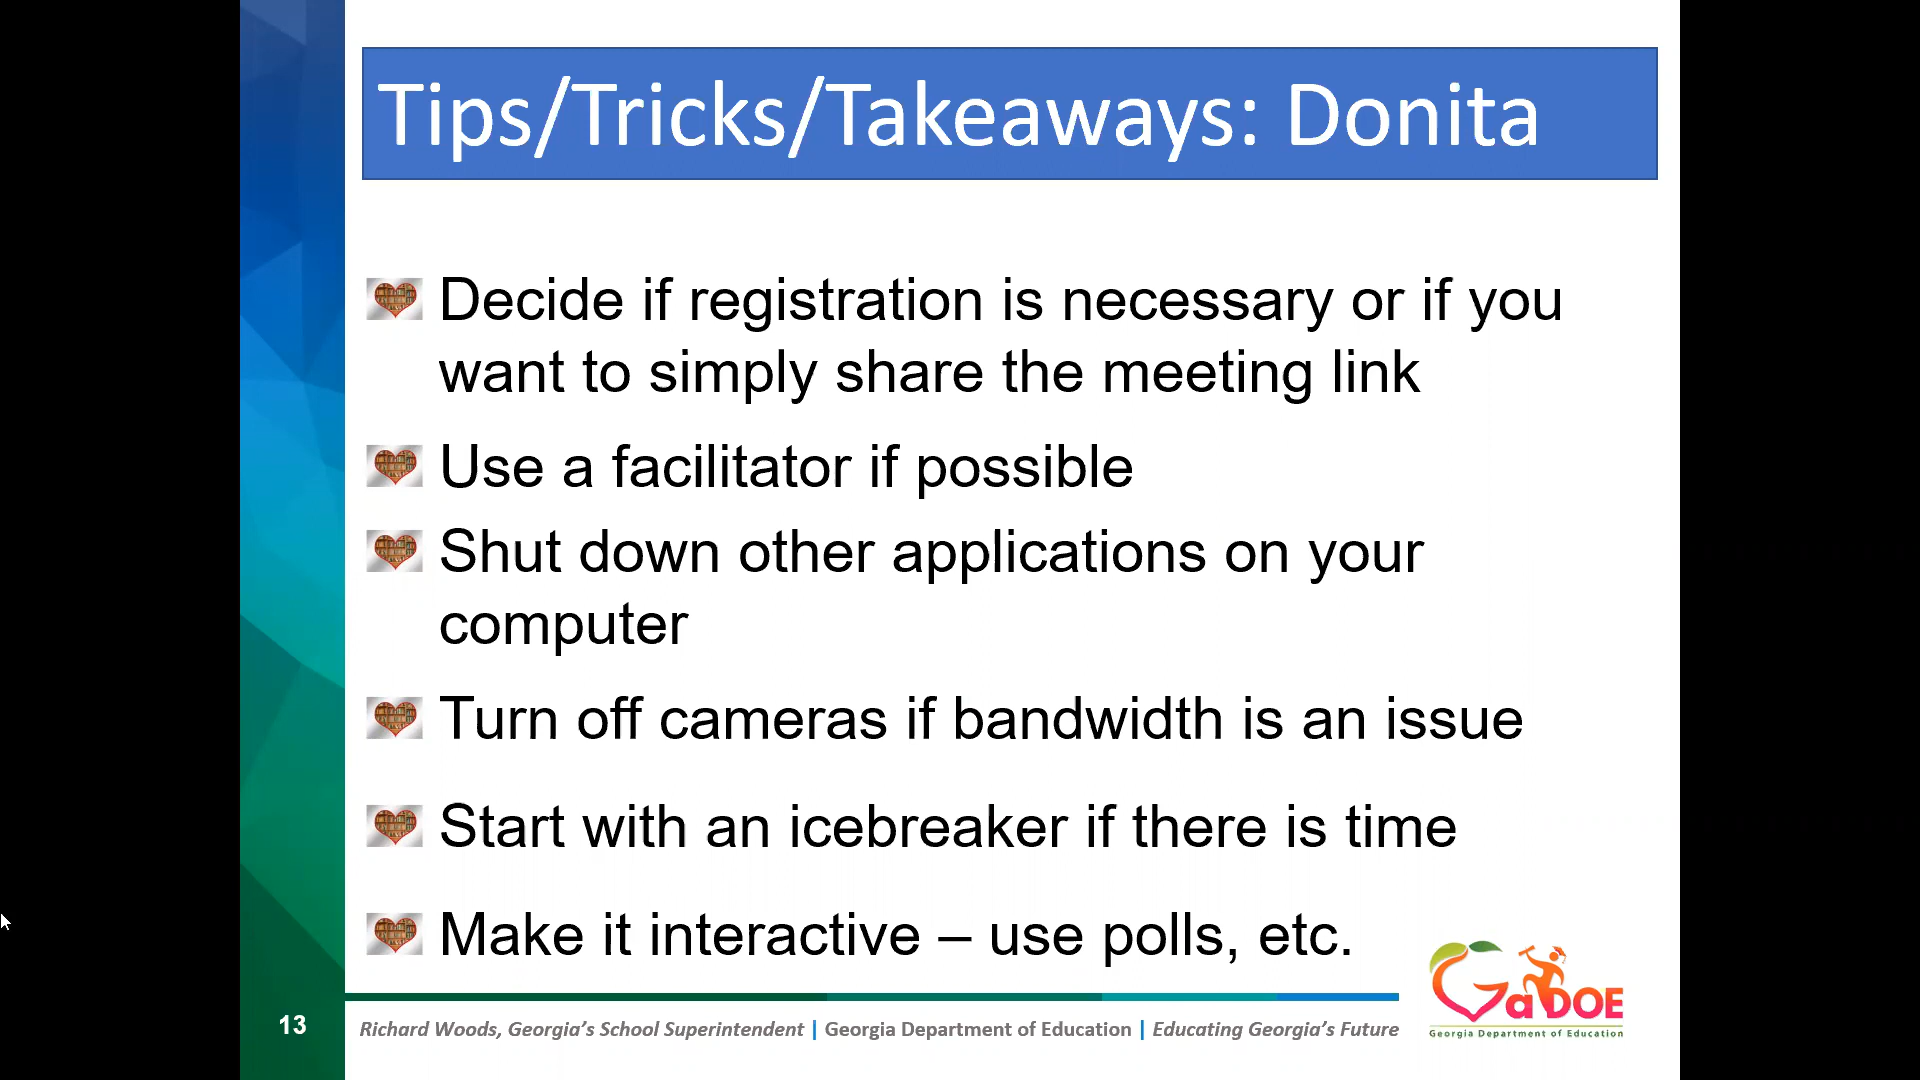 Tips/Tricks/Takeaways: Donita
Decide if registration is necessary or if you
want to simply share the meeting link
Use a facilitator if possible
Shut down other applications on your
computer
Turn off cameras if bandwidth is an issue
Start with an icebreaker if there is time
Make it interactive – use polls, etc.
GaDOE
Georgia Department of Education
13
Richard Woods, Georgia's School Superintendent | Georgia Department of Education | Educating Georgia's Future